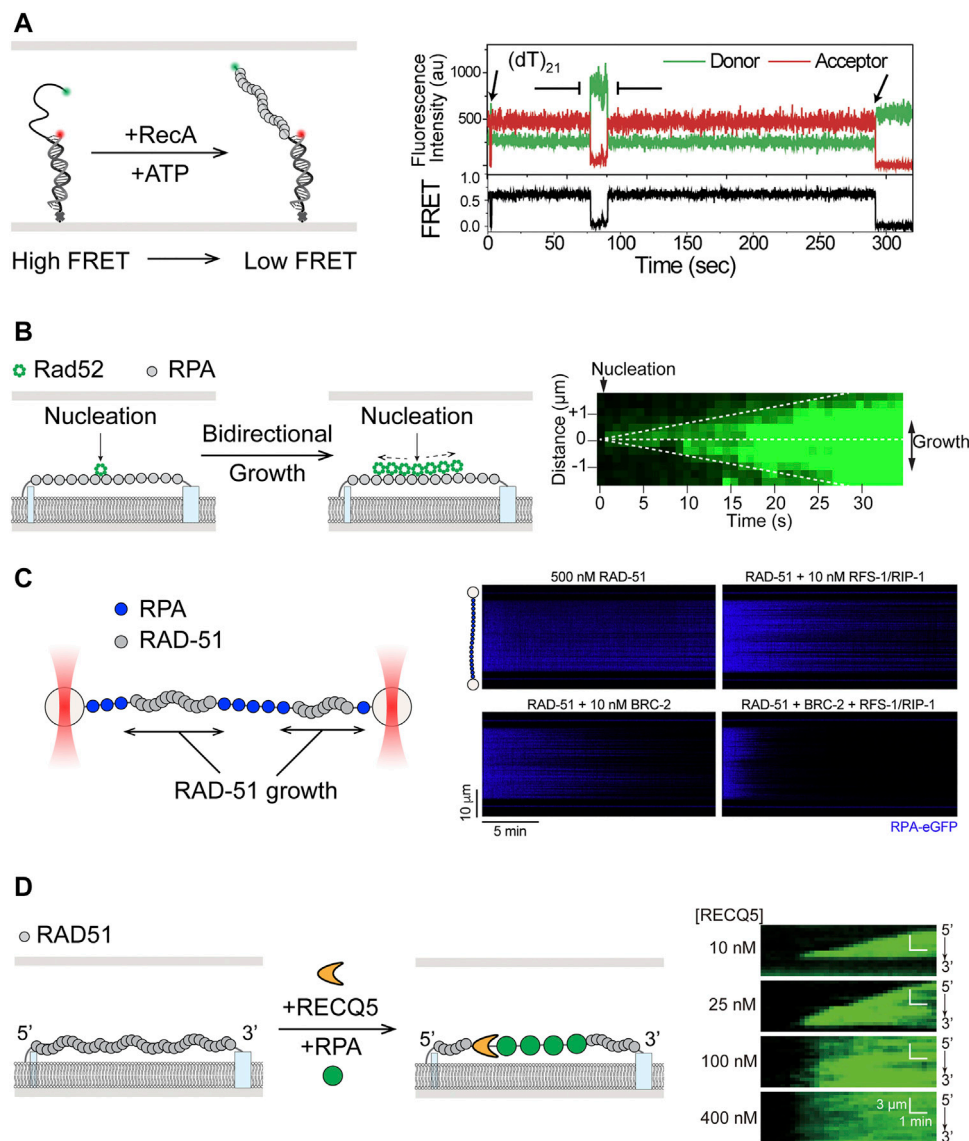 A
+RecA
+ATP
High FRET
Low FRET
(dT)21
Donor
Acceptor
Fluorescence
Intensity (au)
1000
500
FRET
1.0
0.5
0.0
0 50 100 150 200 250 300
Time (sec)
B
Rad52
RPA
Nucleation
Bidirectional
Growth
Nucleation
Nucleation
Distance (µm)
+1
0
-1
Growth
0 5 10 15 20 25 30
Time (s)
C
RPA
RAD-51
RAD-51 growth
500 nM RAD-51
RAD-51 + 10 nM RFS-1/RIP-1
RAD-51 + 10 nM BRC-2
RAD-51 + BRC-2 + RFS-1/RIP-1
10 µm
5 min
RPA-eGFP
D
RAD51
5’
3’
+RECQ5
+RPA
5’
3’
[RECQ5]
10 nM
5’
3’
25 nM
5’
3’
100 nM
5’
3’
400 nM
3 µm
1 min
5’
3’